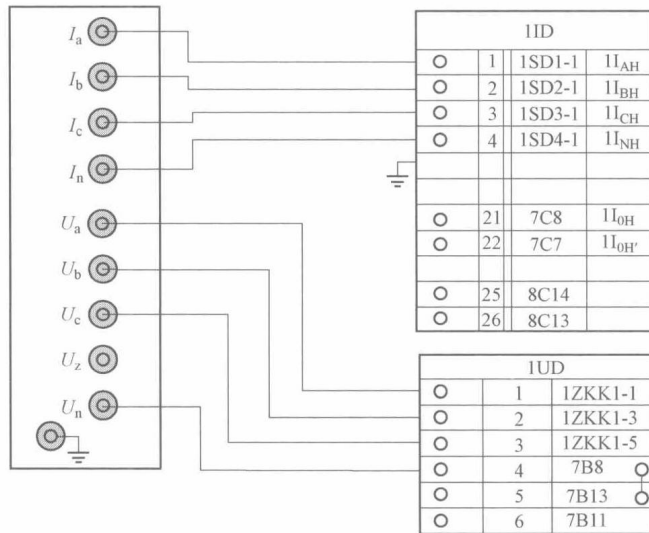 Ia
Ib
Ic
In
Ua
Ub
Uc
Uz
Un
1ID
1 1SD1-1 1IAH
2 1SD2-1 1IBH
3 1SD3-1 1ICH
4 1SD4-1 1INH
21 7C8 1I0H
22 7C7 1I0H'
25 8C14
26 8C13
1UD
1 1ZKK1-1
2 1ZKK1-3
3 1ZKK1-5
4 7B8
5 7B13
6 7B11